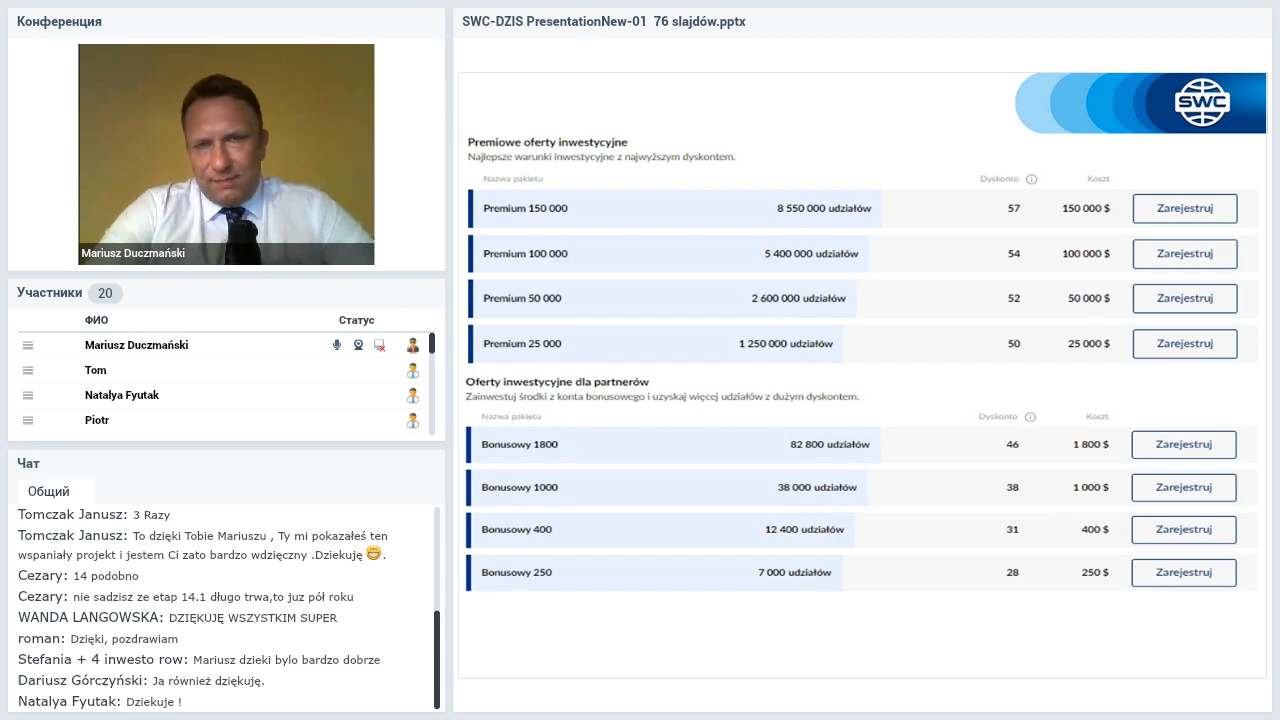 Конференция
Mariusz Duczmański
Участники 20
ФИО Статус
Mariusz Duczmański
Tom
Natalya Fyutak
Piotr
Чат
Общий
Tomczak Janusz: 3 Razy
Tomczak Janusz: To dzięki Tobie Mariuszu , Ty mi pokazałeś ten
wspaniały projekt i jestem Ci zato bardzo wdzięczny .Dziekuję 😁.
Cezary: 14 podobno
Cezary: nie sadzisz ze etap 14.1 długo trwa,to juz pół roku
WANDA LANGOWSKA: DZIĘKUJĘ WSZYSTKIM SUPER
roman: Dzięki, pozdrawiam
Stefania + 4 inwesto row: Mariusz dzieki bylo bardzo dobrze
Dariusz Górczyński: Ja również dziękuję.
Natalya Fyutak: Dziekuje !
SWC-DZIS PresentationNew-01 76 slajdów.pptx
SWC
Premiowe oferty inwestycyjne
Najlepsze warunki inwestycyjne z najwyższym dyskontem.
Nazwa pakietu Dyskonto Koszt
Premium 150 000 8 550 000 udziałów 57 150 000 $ Zarejestruj
Premium 100 000 5 400 000 udziałów 54 100 000 $ Zarejestruj
Premium 50 000 2 600 000 udziałów 52 50 000 $ Zarejestruj
Premium 25 000 1 250 000 udziałów 50 25 000 $ Zarejestruj
Oferty inwestycyjne dla partnerów
Zainwestuj środki z konta bonusowego i uzyskaj więcej udziałów z dużym dyskontem.
Nazwa pakietu Dyskonto Koszt
Bonusowy 1800 82 800 udziałów 46 1 800 $ Zarejestruj
Bonusowy 1000 38 000 udziałów 38 1 000 $ Zarejestruj
Bonusowy 400 12 400 udziałów 31 400 $ Zarejestruj
Bonusowy 250 7 000 udziałów 28 250 $ Zarejestruj